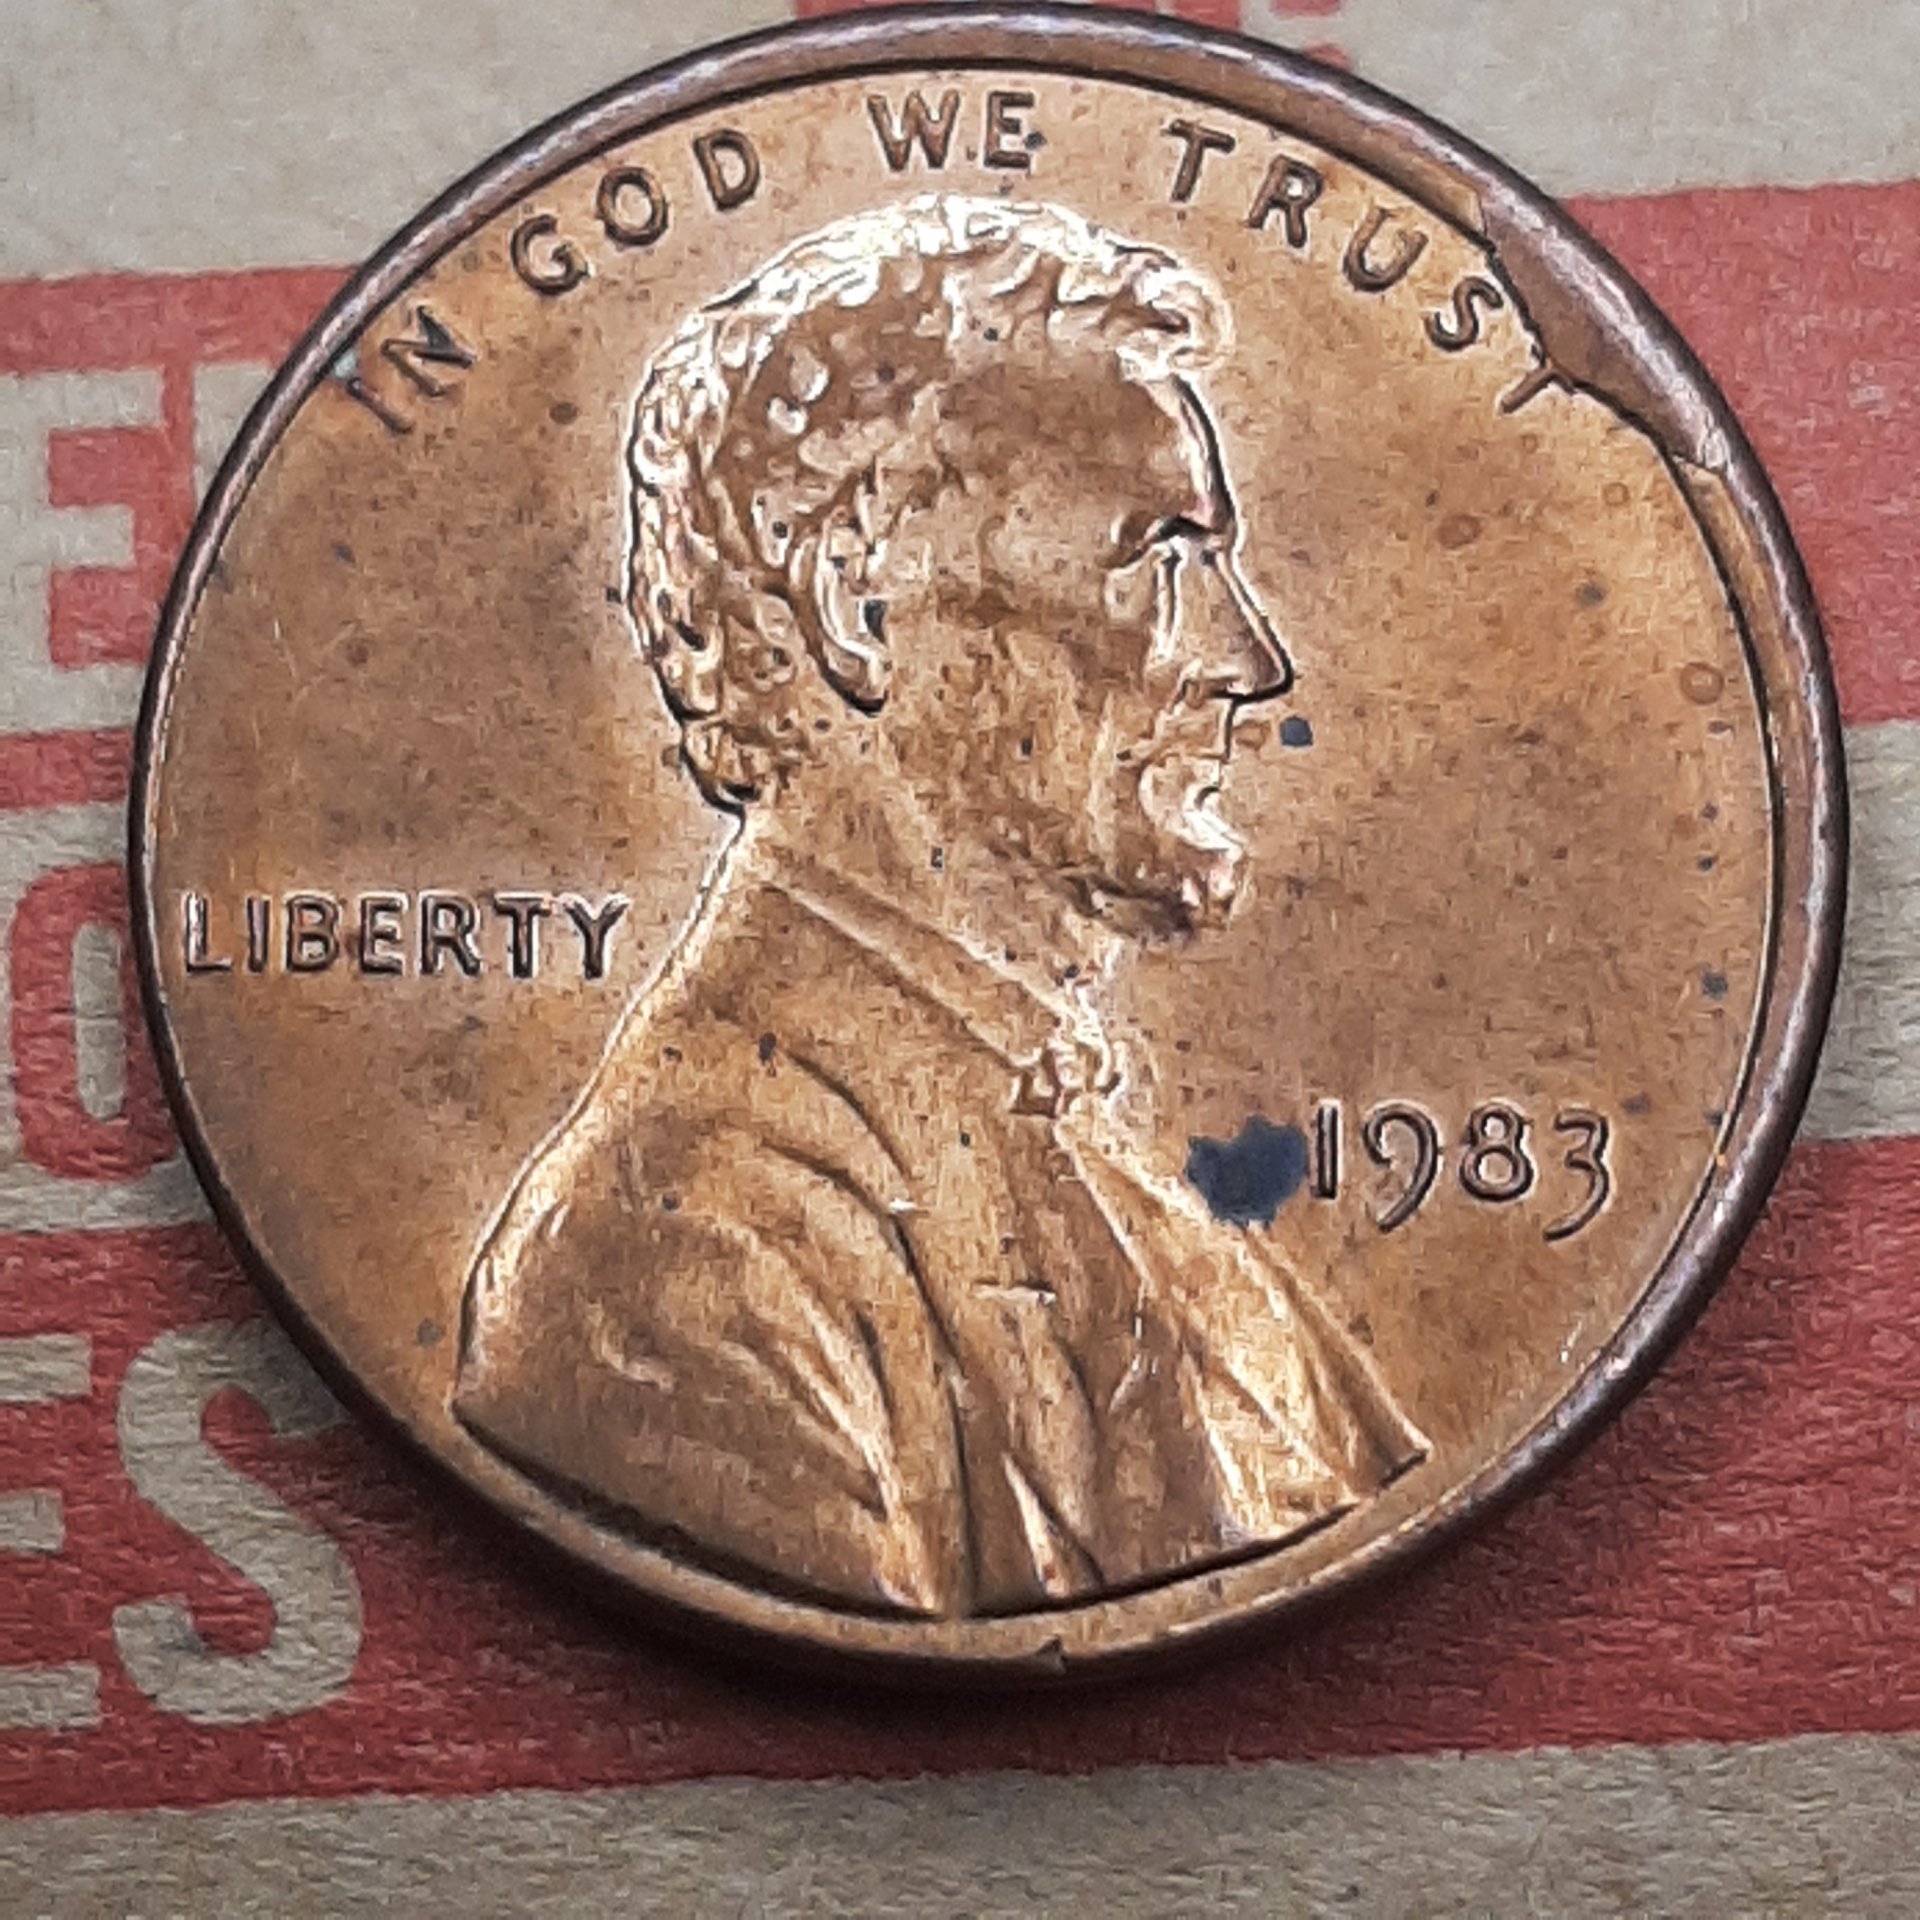 IN GOD WE TRUST
LIBERTY
1983